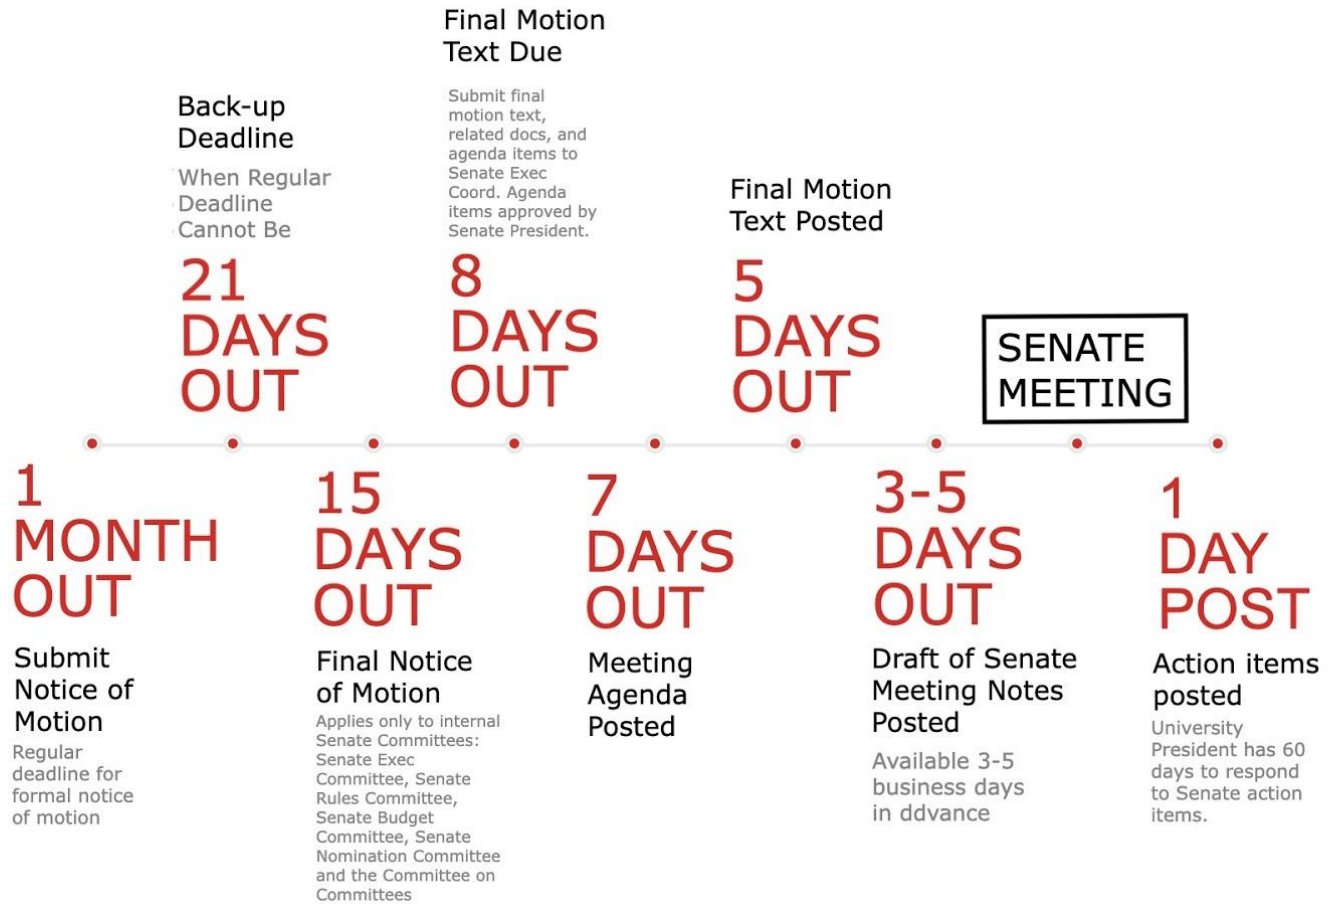 Final Motion
Text Due
Submit final
motion text,
related docs, and
agenda items to
Senate Exec
Coord. Agenda
items approved by
Senate President.
8
DAYS
OUT
Back-up
Deadline
When Regular
Deadline
Cannot Be
21
DAYS
OUT
Final Motion
Text Posted
5
DAYS
OUT
SENATE
MEETING
1
MONTH
OUT
Submit
Notice of
Motion
Regular
deadline for
formal notice
of motion
15
DAYS
OUT
Final Notice
of Motion
Applies only to internal
Senate Committees:
Senate Exec
Committee, Senate
Rules Committee,
Senate Budget
Committee, Senate
Nomination Committee
and the Committee on
Committees
7
DAYS
OUT
Meeting
Agenda
Posted
3-5
DAYS
OUT
Draft of Senate
Meeting Notes
Posted
Available 3-5
business days
in ddvance
1
DAY
POST
Action items
posted
University
President has 60
days to respond
to Senate action
items.